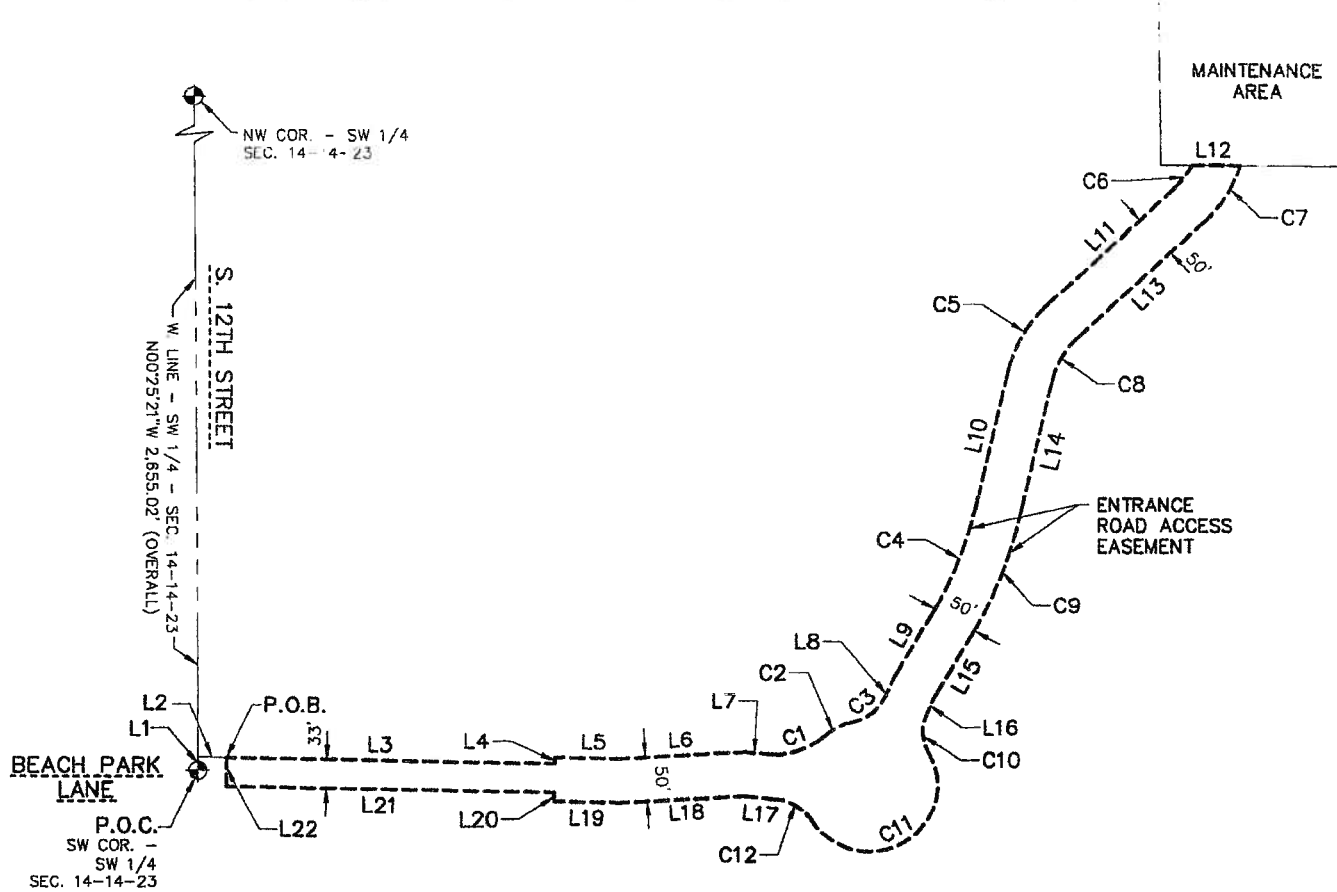 MAINTENANCE
AREA
L12
C6
C7
NW COR. - SW 1/4
SEC. 14- 4-23
L11
50'
L13
C5
C8
S. 12TH STREET
W. LINE - SW 1/4 - SEC. 14-14-23
N00°25'21"W 2,655.02' (OVERALL)
L10
L14
ENTRANCE
ROAD ACCESS
EASEMENT
C4
C9
50'
L9
L8
L15
C2
C3
L7
C1
L16
C10
L2
L1
P.O.B.
33'
L3
L4
L5
L6
50'
BEACH PARK
LANE
P.O.C.
SW COR. -
SW 1/4
SEC. 14-14-23
L22
L21
L20
L19
L18
L17
C12
C11